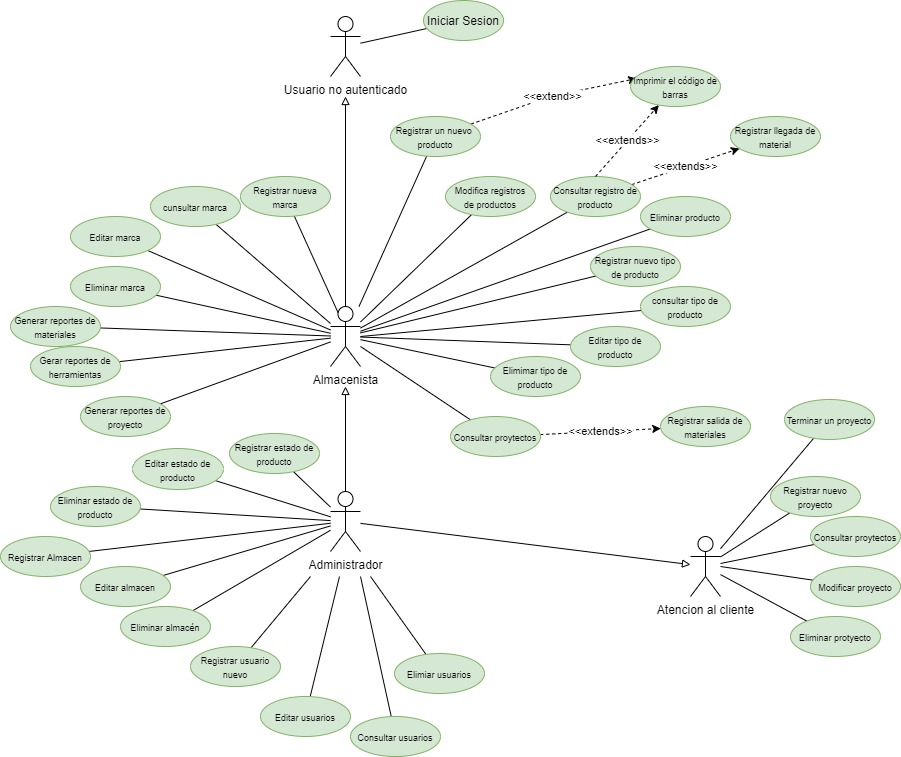 Iniciar Sesion
Usuario no autenticado
Imprimir el código de
barras
<<extend>>
Registrar un nuevo
producto
Registrar llegada de
material
<<extends>>
<<extends>>
Registrar nueva
marca
Modifica registros
de productos
Consultar registro de
producto
cunsultar marca
Eliminar producto
Editar marca
Registrar nuevo tipo
de producto
Eliminar marca
consultar tipo de
producto
Generar reportes de
materiales
Editar tipo de
producto
Gerar reportes de
herramientas
Elimimar tipo de
producto
Almacenista
Generar reportes de
proyecto
Consultar proytectos
<<extends>>
Registrar salida de
materiales
Terminar un proyecto
Registrar estado de
producto
Editar estado de
producto
Eliminar estado de
producto
Registrar nuevo
proyecto
Registrar Almacen
Consultar proytectos
Administrador
Editar almacen
Modificar proyecto
Atencion al cliente
Eliminar almacén
Eliminar protyecto
Registrar usuario
nuevo
Elimiar usuarios
Editar usuarios
Consultar usuarios